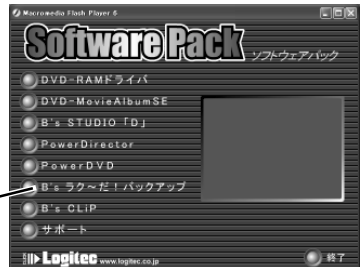 Macromedia Flash Player 6
Software Pack ソフトウェアパック
DVD-RAMドライバ
DVD-MovieAlbumSE
B's STUDIO「D」
PowerDirector
PowerDVD
B's ラク～だ！バックアップ
B's CLiP
サポート
Logitec www.logitec.co.jp
終了